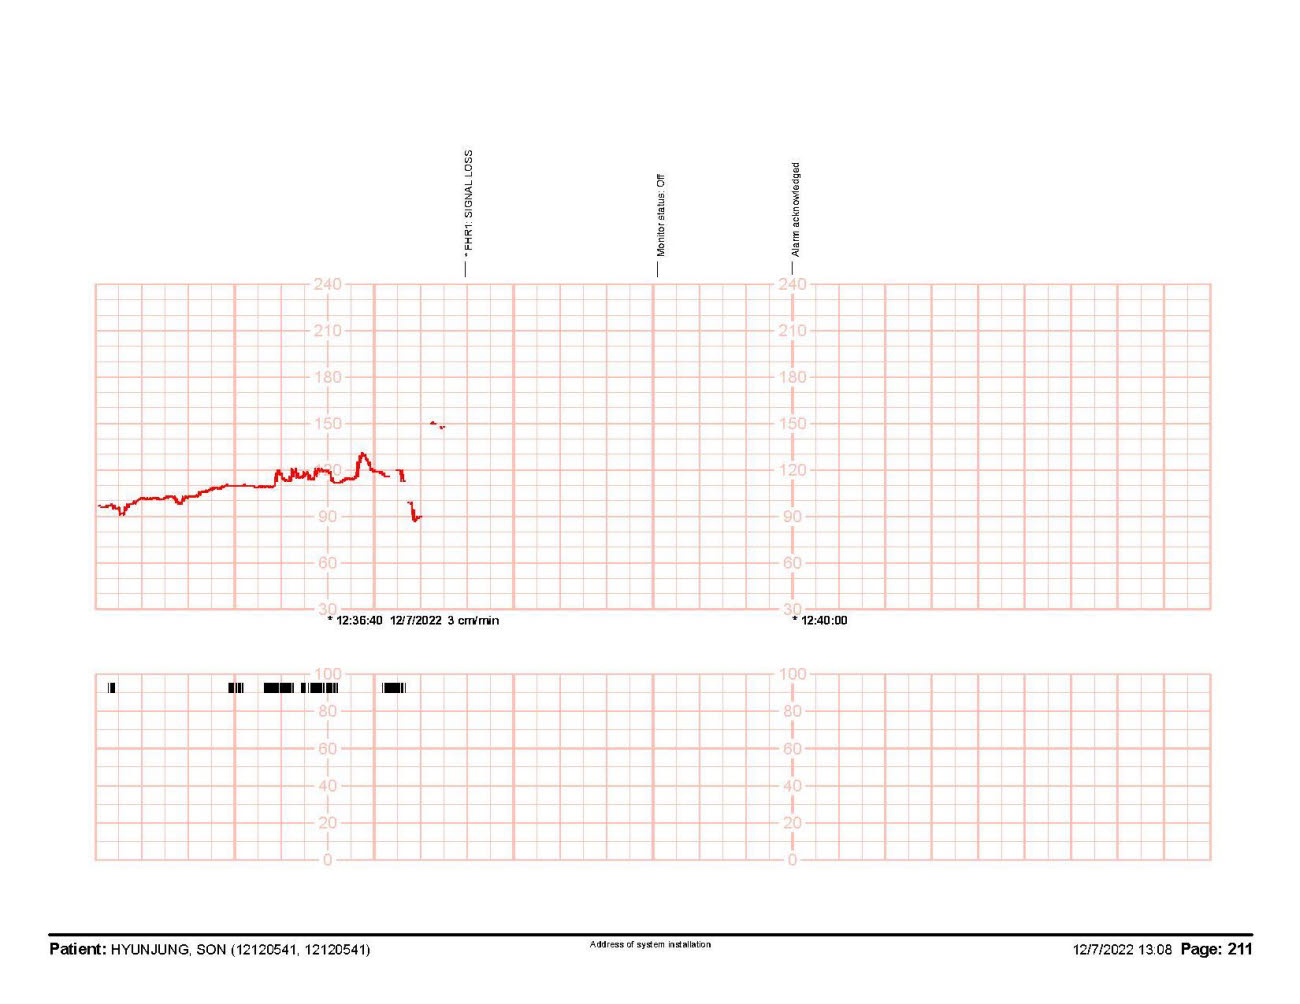 * FHR1: SIGNAL LOSS
Monitor status: Off
Alarm acknowledged
240 240
210 210
180 180
150 150
120 120
90 90
60 60
30 30
* 12:36:40 12/7/2022 3 cm/min * 12:40:00
100 100
80 80
60 60
40 40
20 20
0 0
Patient: HYUNJUNG, SON (12120541, 12120541) Address of system installation 12/7/2022 13:08 Page: 211